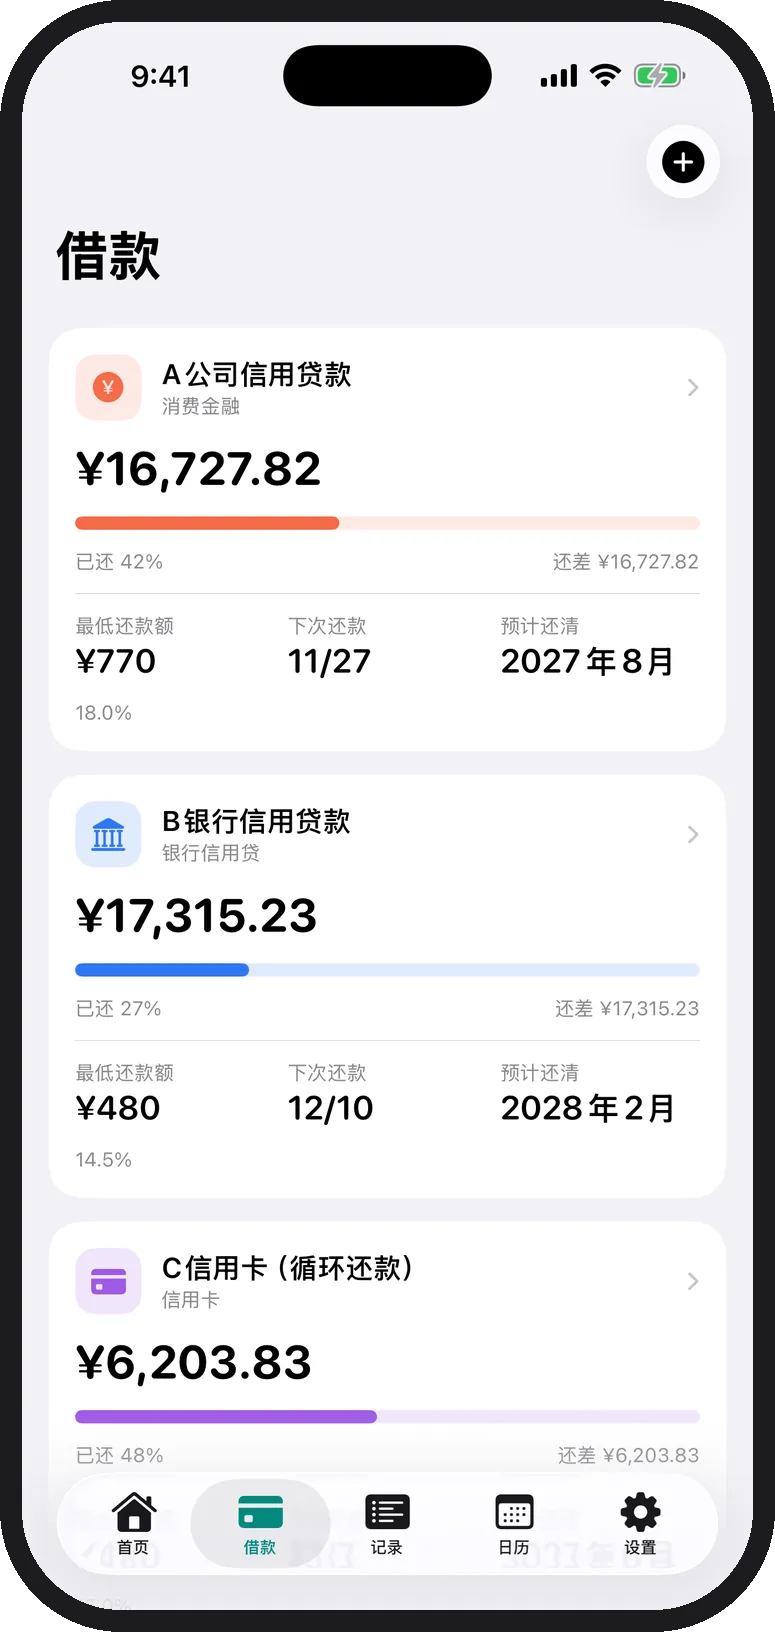 9:41
借款
A公司信用贷款
消费金融
¥16,727.82
已还 42% 还差 ¥16,727.82
最低还款额 下次还款 预计还清
¥770 11/27 2027年8月
18.0%
B银行信用贷款
银行信用贷
¥17,315.23
已还 27% 还差 ¥17,315.23
最低还款额 下次还款 预计还清
¥480 12/10 2028年2月
14.5%
C信用卡（循环还款）
信用卡
¥6,203.83
已还 48% 还差 ¥6,203.83
首页 借款 记录 日历 设置